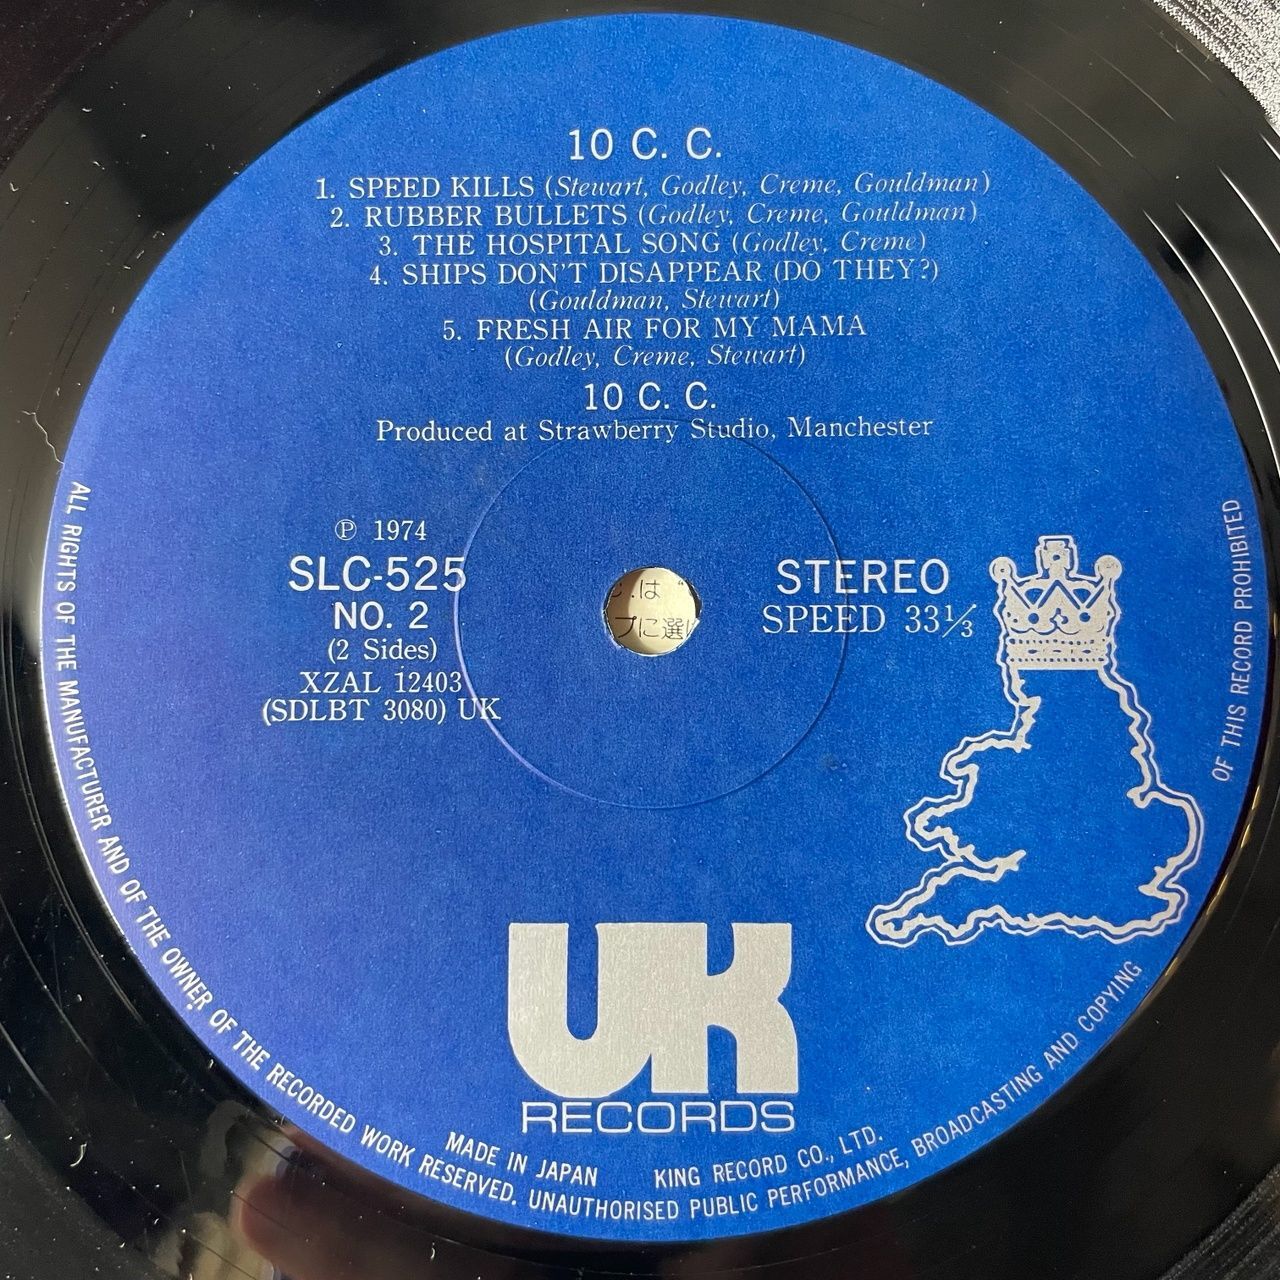 10 C. C.
1. SPEED KILLS (Stewart, Godley, Creme, Gouldman)
2. RUBBER BULLETS (Godley, Creme, Gouldman)
3. THE HOSPITAL SONG (Godley, Creme)
4. SHIPS DON'T DISAPPEAR (DO THEY?)
(Gouldman, Stewart)
5. FRESH AIR FOR MY MAMA
(Godley, Creme, Stewart)
10 C. C.
Produced at Strawberry Studio, Manchester
℗ 1974
SLC-525
NO. 2
(2 Sides)
XZAL 12403
(SDLBT 3080) UK
は
プに選
STEREO
SPEED 33⅓
UK
RECORDS
MADE IN JAPAN KING RECORD CO., LTD.
ALL RIGHTS OF THE MANUFACTURER AND OF THE OWNER OF THE RECORDED WORK RESERVED. UNAUTHORISED PUBLIC PERFORMANCE, BROADCASTING AND COPYING OF THIS RECORD PROHIBITED